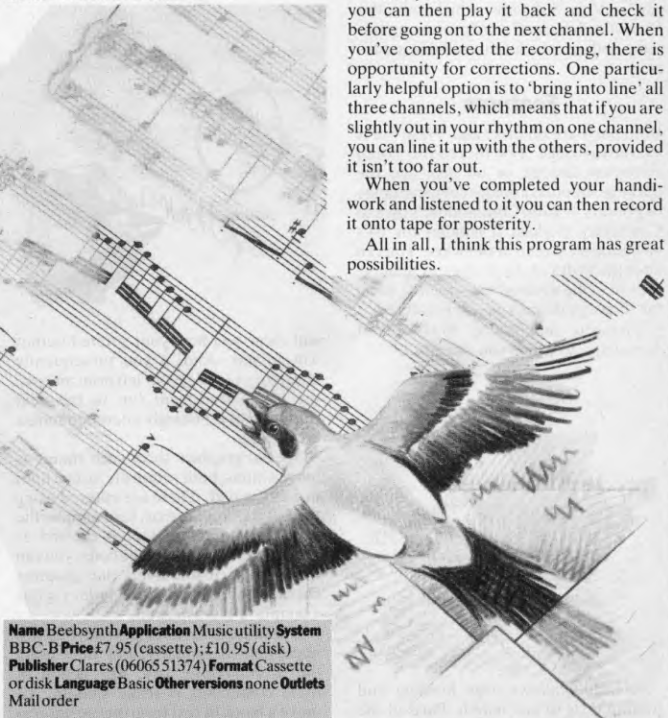 you can then play it back and check it
before going on to the next channel. When
you've completed the recording, there is
opportunity for corrections. One particu-
larly helpful option is to 'bring into line' all
three channels, which means that if you are
slightly out in your rhythm on one channel,
you can line it up with the others, provided
it isn't too far out.
When you've completed your handi-
work and listened to it you can then record
it onto tape for posterity.
All in all, I think this program has great
possibilities.
Name Beebsynth Application Music utility System
BBC-B Price £7.95 (cassette); £10.95 (disk)
Publisher Clares (0606 551374) Format Cassette
or disk Language Basic Other versions none Outlets
Mail order